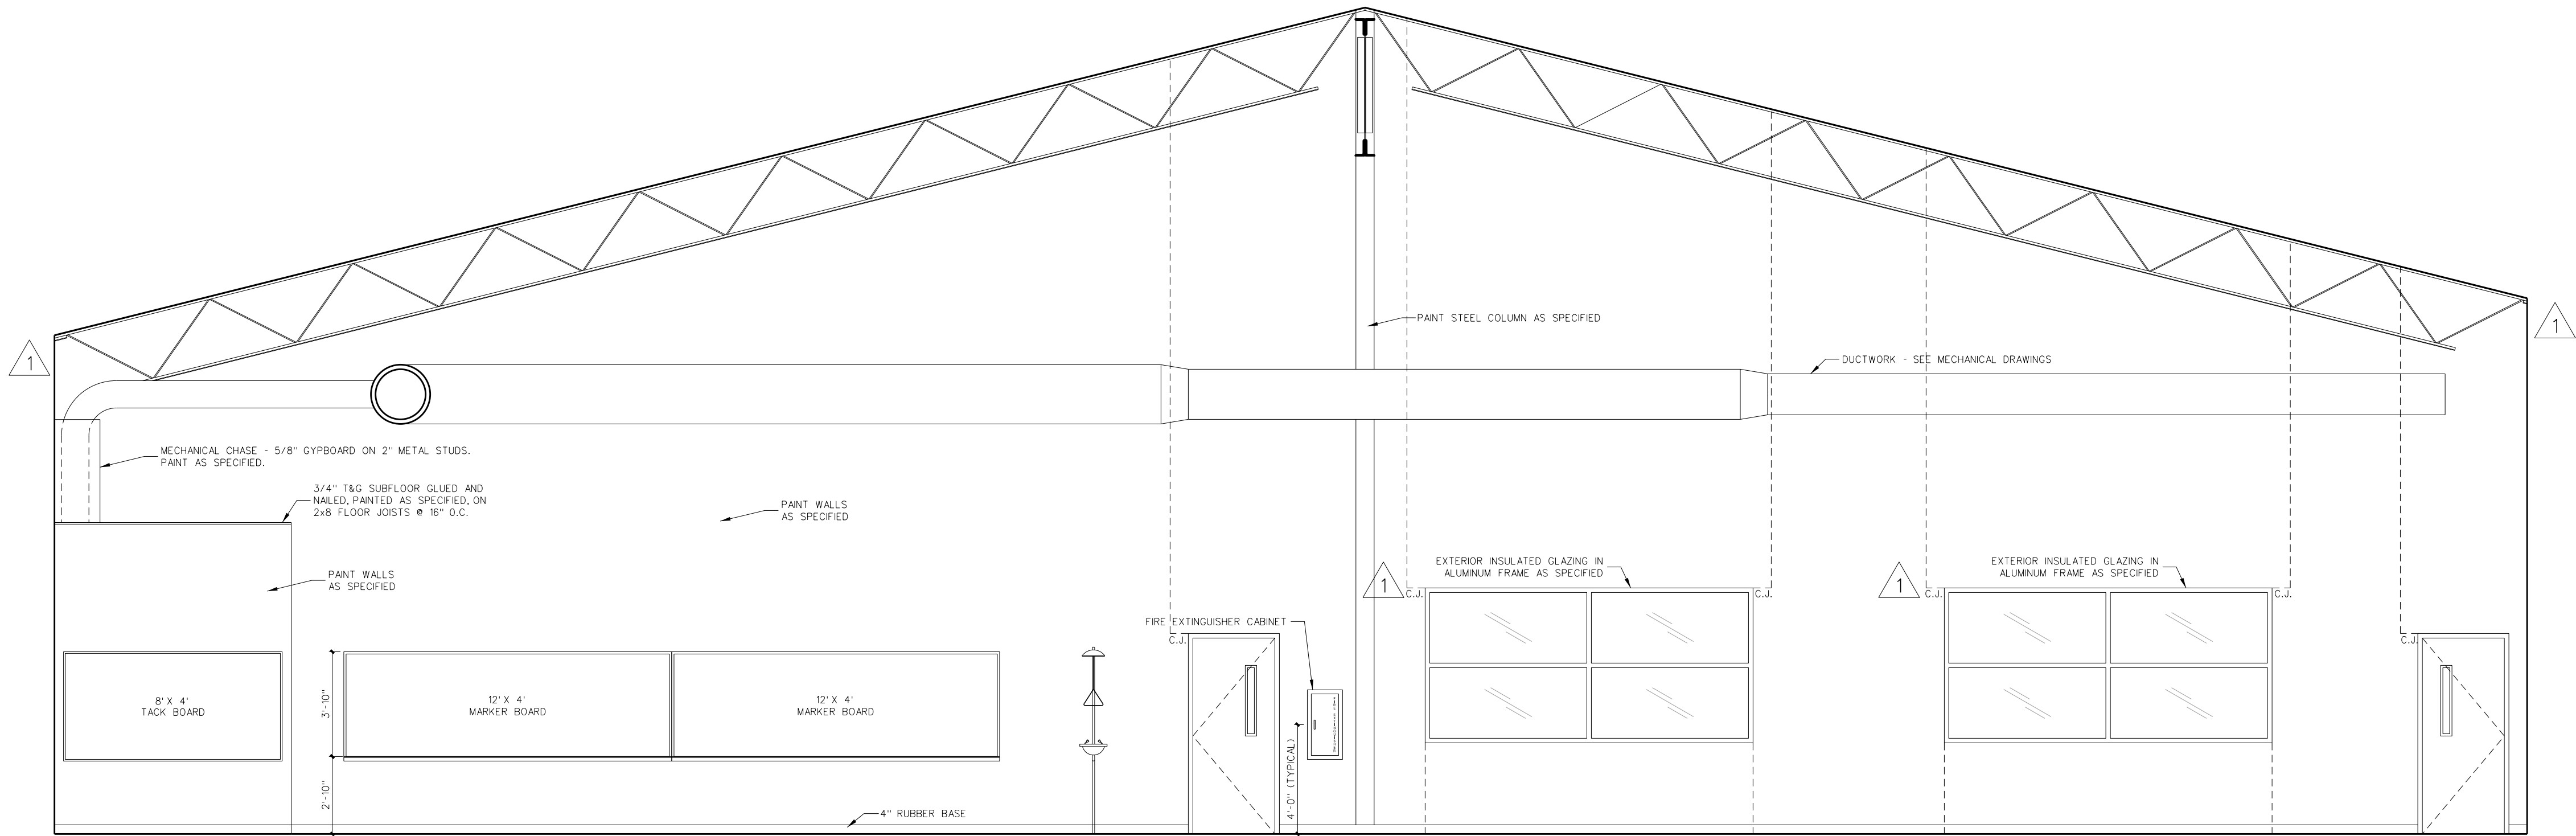 PAINT STEEL COLUMN AS SPECIFIED
1
1
DUCTWORK - SEE MECHANICAL DRAWINGS
MECHANICAL CHASE - 5/8" GYPBOARD ON 2" METAL STUDS.
PAINT AS SPECIFIED.
3/4" T&G SUBFLOOR GLUED AND
NAILED, PAINTED AS SPECIFIED, ON
2x8 FLOOR JOISTS @ 16" O.C.
PAINT WALLS
AS SPECIFIED
PAINT WALLS
AS SPECIFIED
1
EXTERIOR INSULATED GLAZING IN
ALUMINUM FRAME AS SPECIFIED
1
EXTERIOR INSULATED GLAZING IN
ALUMINUM FRAME AS SPECIFIED
C.J.
C.J.
C.J.
C.J.
FIRE EXTINGUISHER CABINET
C.J.
C.J.
8' X 4'
TACK BOARD
3'-10"
12' X 4'
MARKER BOARD
12' X 4'
MARKER BOARD
FIRE EXTINGUISHER
2'-10"
4'-0" (TYPICAL)
4" RUBBER BASE